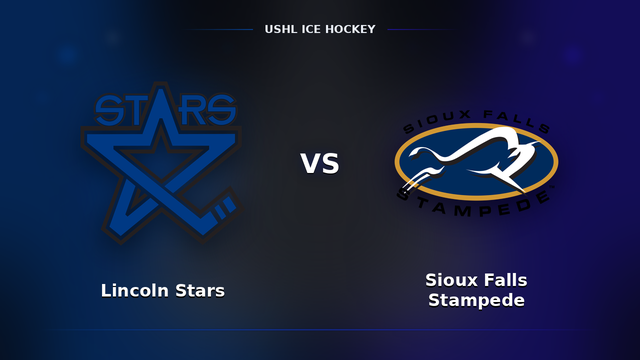 USHL ICE HOCKEY
STARS
SIOUX FALLS
STAMPEDE
VS
Lincoln Stars
Sioux Falls
Stampede